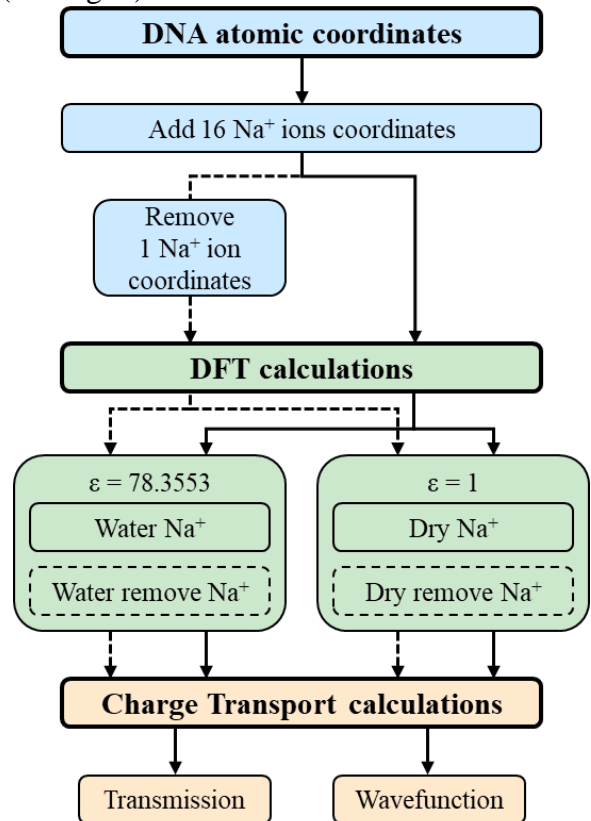 DNA atomic coordinates
Add 16 Na⁺ ions coordinates
Remove
1 Na⁺ ion
coordinates
DFT calculations
ε = 78.3553
Water Na⁺
Water remove Na⁺
ε = 1
Dry Na⁺
Dry remove Na⁺
Charge Transport calculations
Transmission
Wavefunction